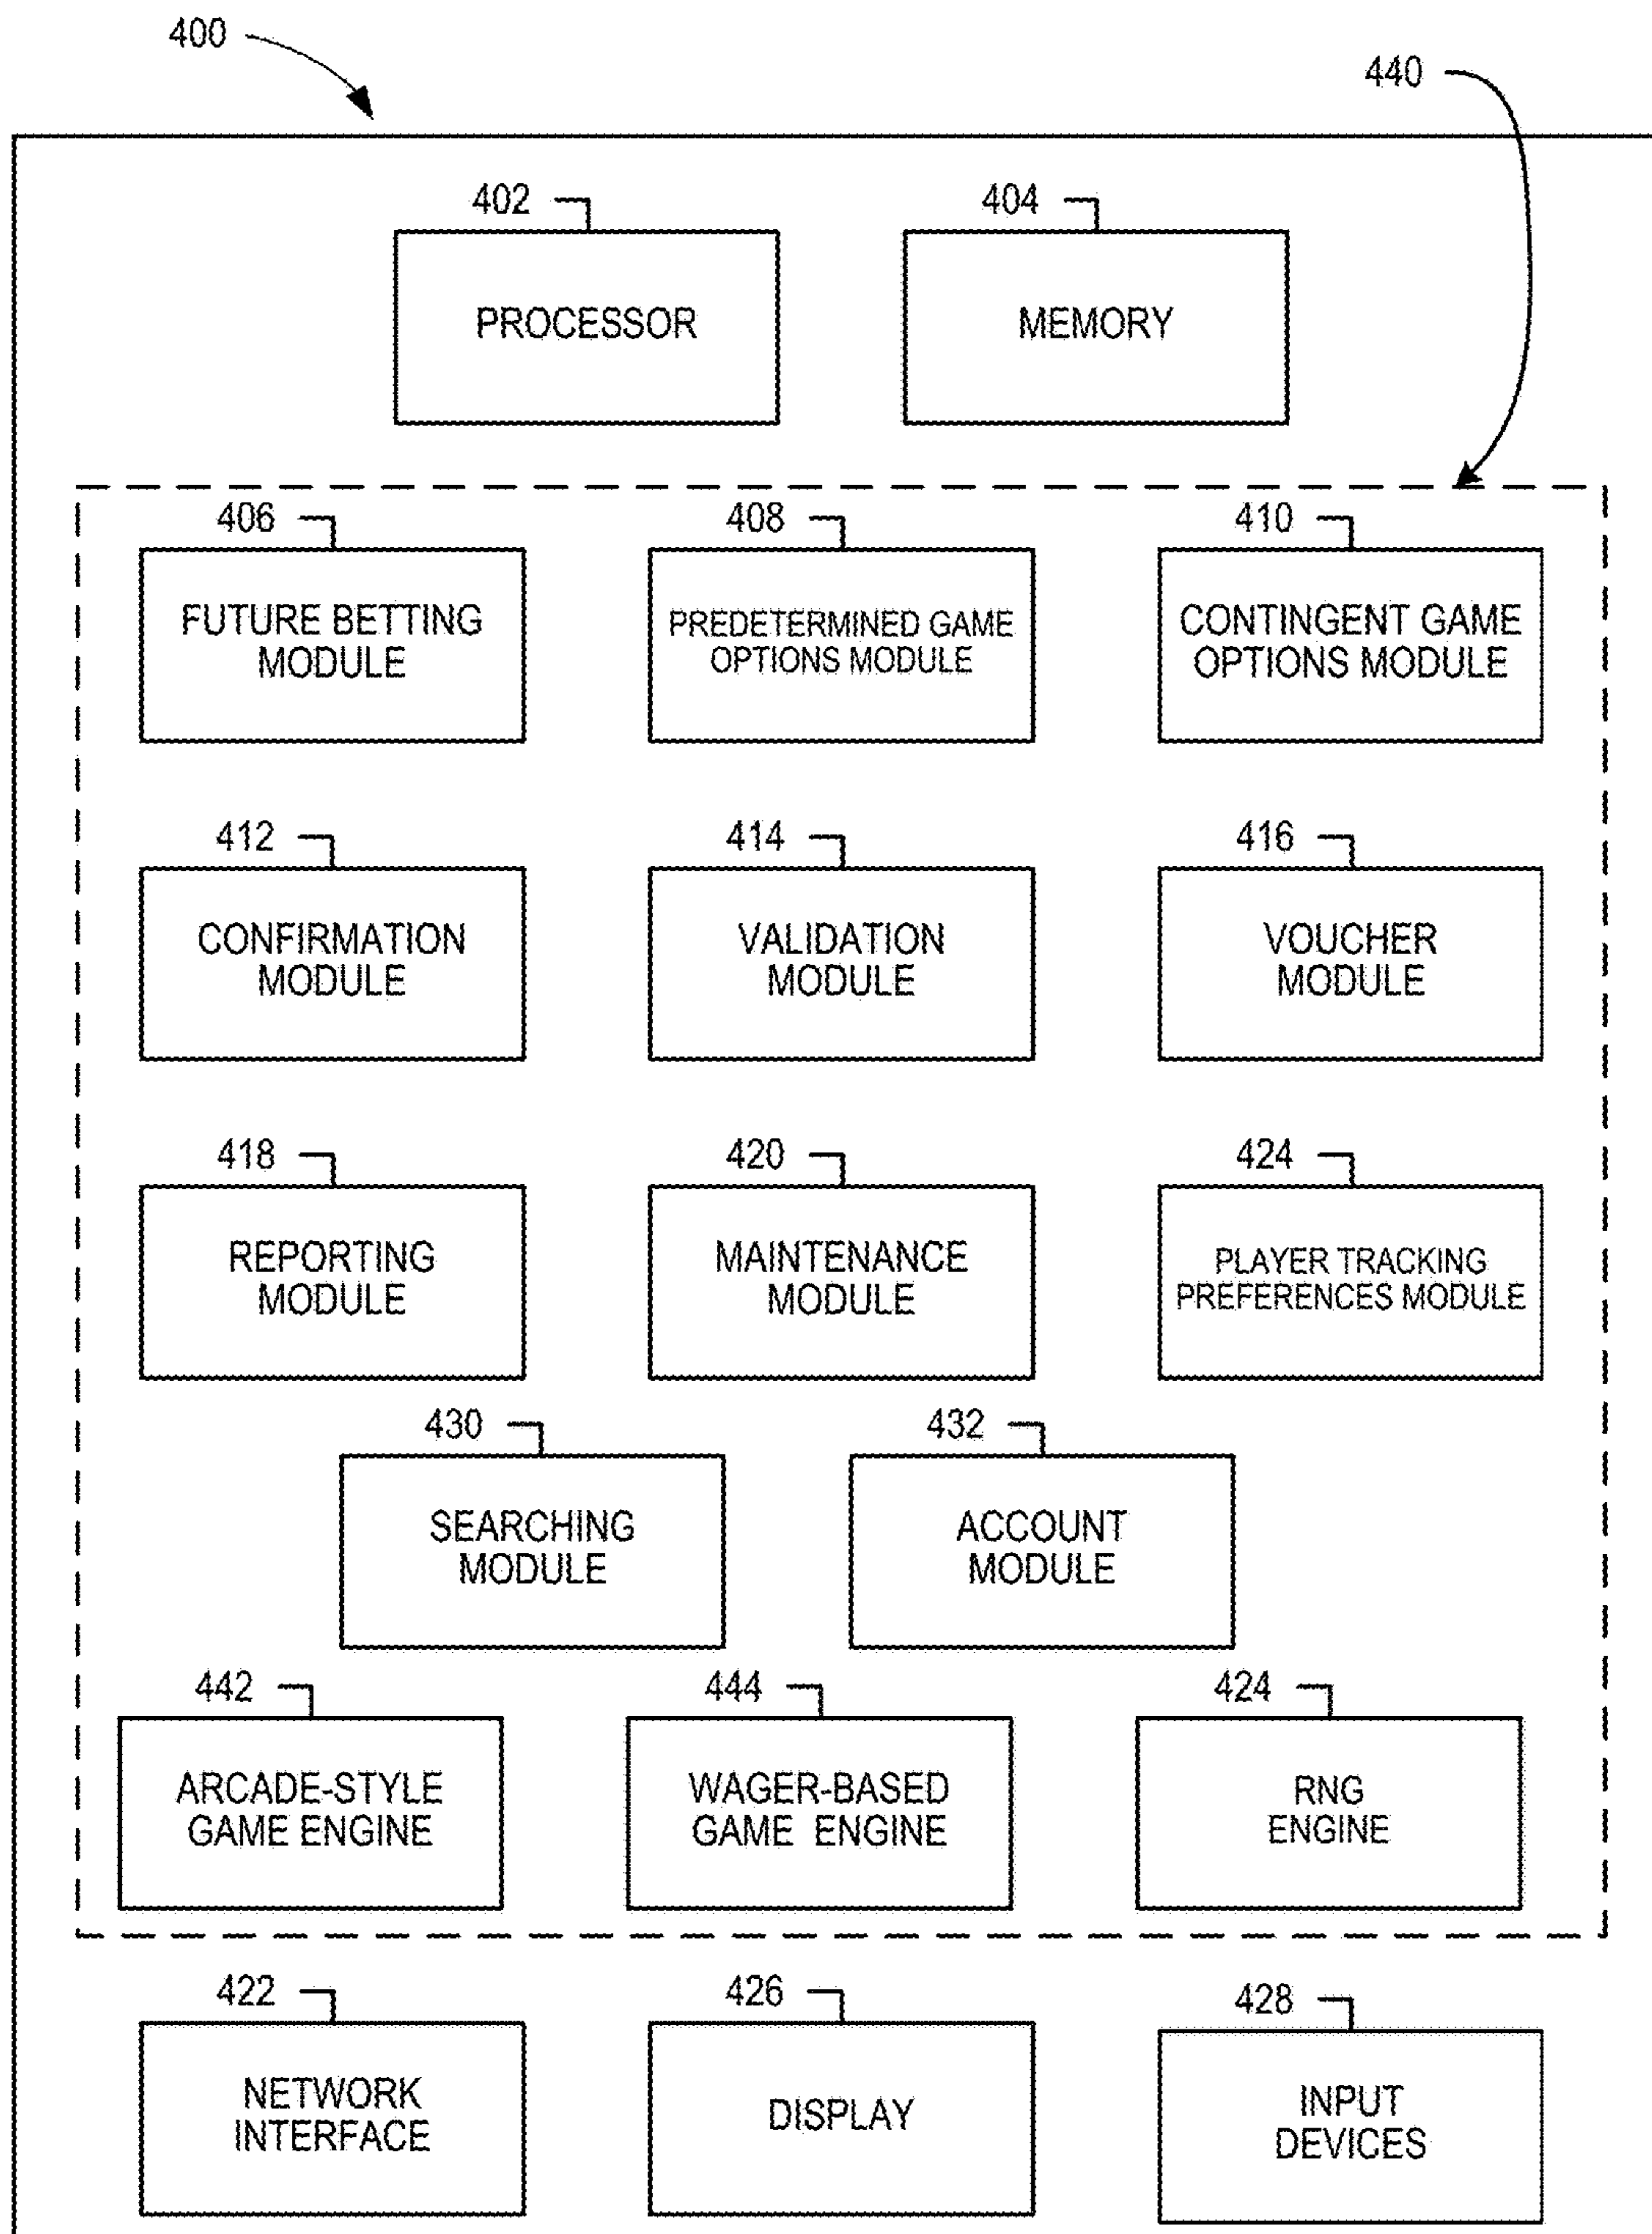 400
440
402
404
PROCESSOR
MEMORY
406
408
410
FUTURE BETTING
MODULE
PREDETERMINED GAME
OPTIONS MODULE
CONTINGENT GAME
OPTIONS MODULE
412
414
416
CONFIRMATION
MODULE
VALIDATION
MODULE
VOUCHER
MODULE
418
420
424
REPORTING
MODULE
MAINTENANCE
MODULE
PLAYER TRACKING
PREFERENCES MODULE
430
432
SEARCHING
MODULE
ACCOUNT
MODULE
442
444
424
ARCADE-STYLE
GAME ENGINE
WAGER-BASED
GAME ENGINE
RNG
ENGINE
422
426
428
NETWORK
INTERFACE
DISPLAY
INPUT
DEVICES